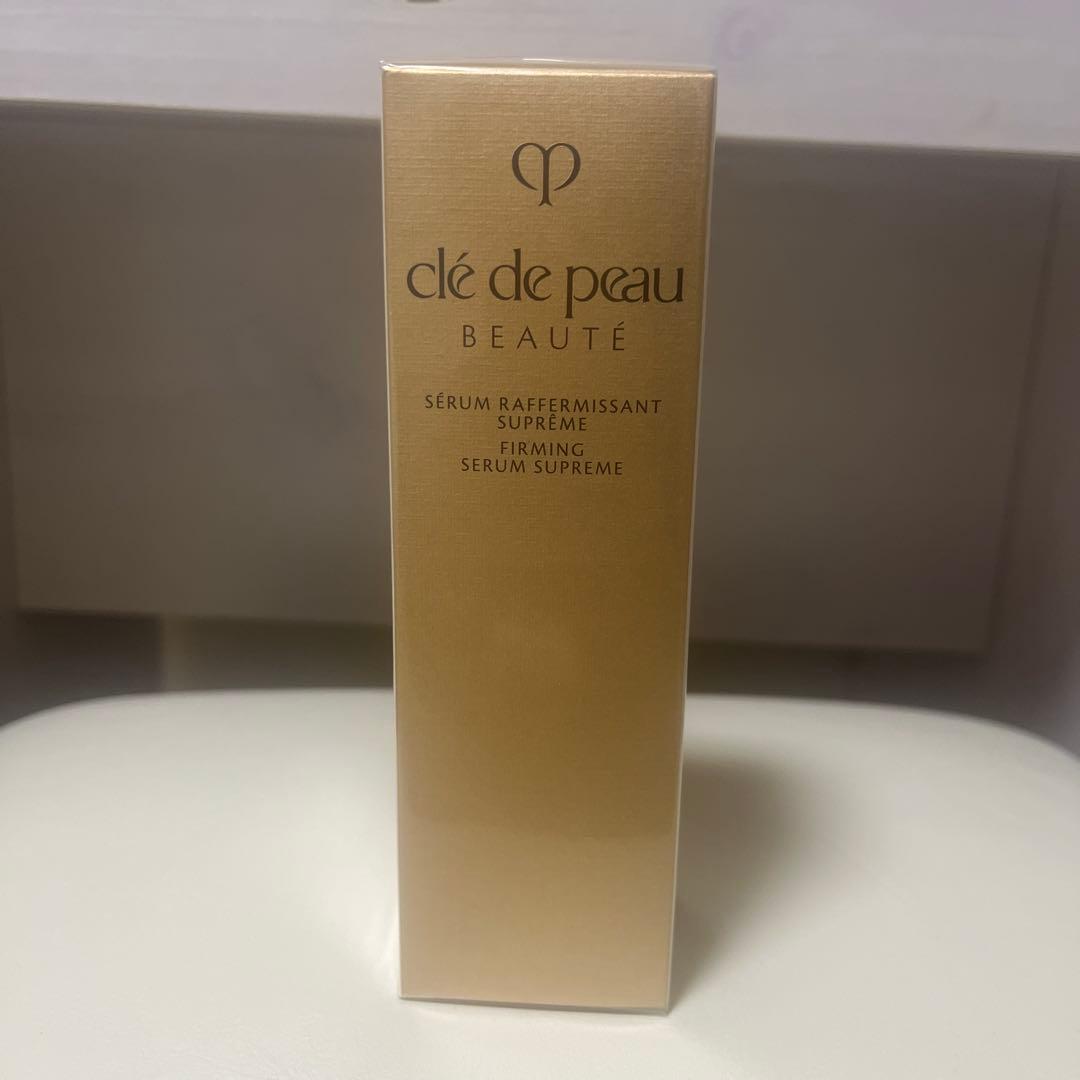 clé de peau
BEAUTÉ
SÉRUM RAFFERMISSANT
SUPRÊME
FIRMING
SERUM SUPREME